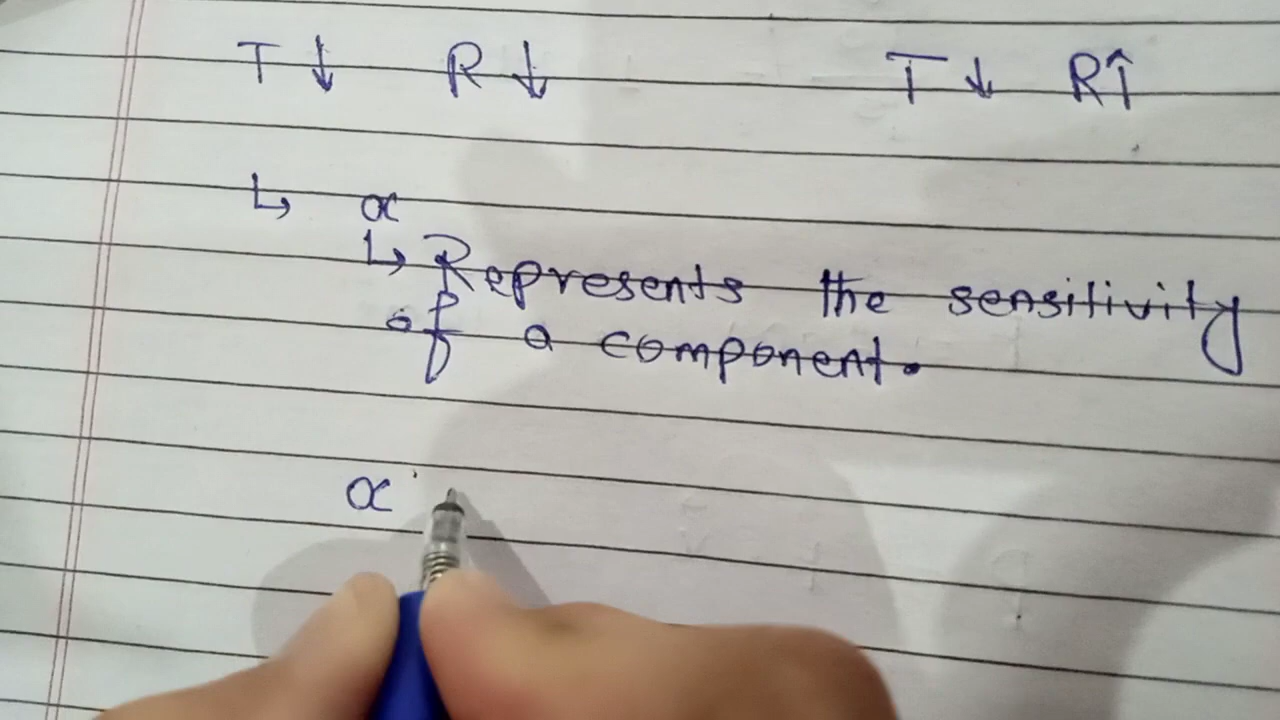 T ↓ R ↓ T ↓ R↑
↳ α
↳ Represents the sensitivity
of a component.
α